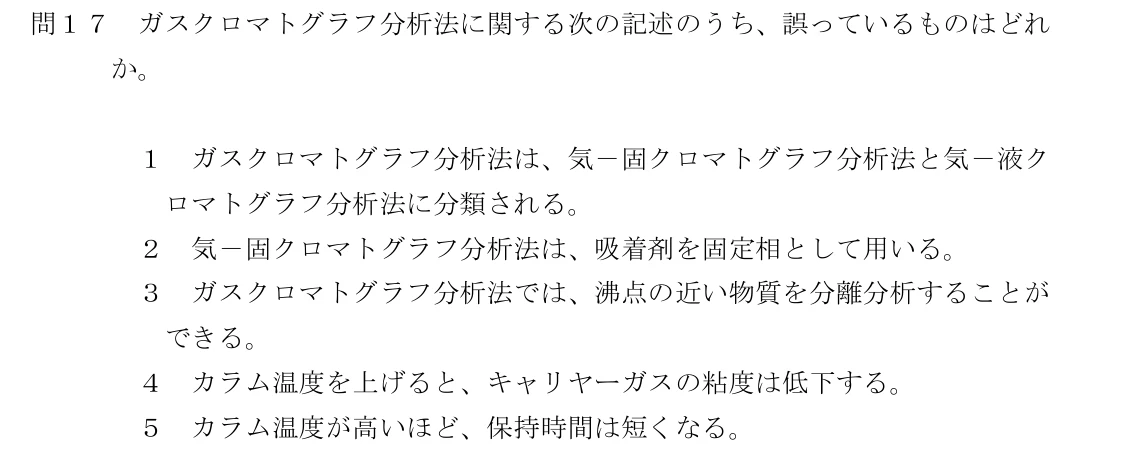 問１７　ガスクロマトグラフ分析法に関する次の記述のうち、誤っているものはどれ
か。
１　ガスクロマトグラフ分析法は、気－固クロマトグラフ分析法と気－液ク
ロマトグラフ分析法に分類される。
２　気－固クロマトグラフ分析法は、吸着剤を固定相として用いる。
３　ガスクロマトグラフ分析法では、沸点の近い物質を分離分析することが
できる。
４　カラム温度を上げると、キャリヤーガスの粘度は低下する。
５　カラム温度が高いほど、保持時間は短くなる。